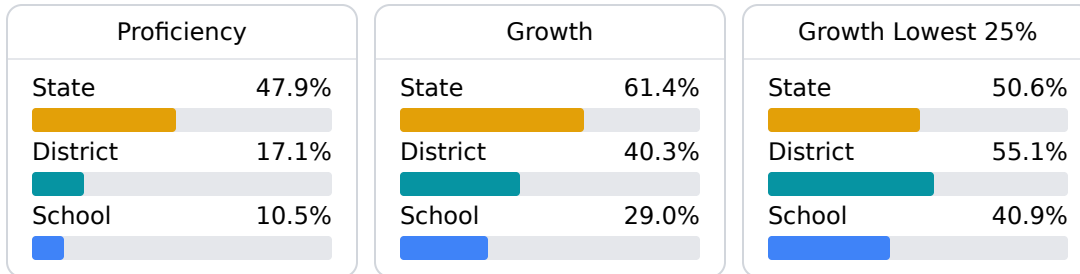 Proficiency
State 47.9%
District 17.1%
School 10.5%
Growth
State 61.4%
District 40.3%
School 29.0%
Growth Lowest 25%
State 50.6%
District 55.1%
School 40.9%